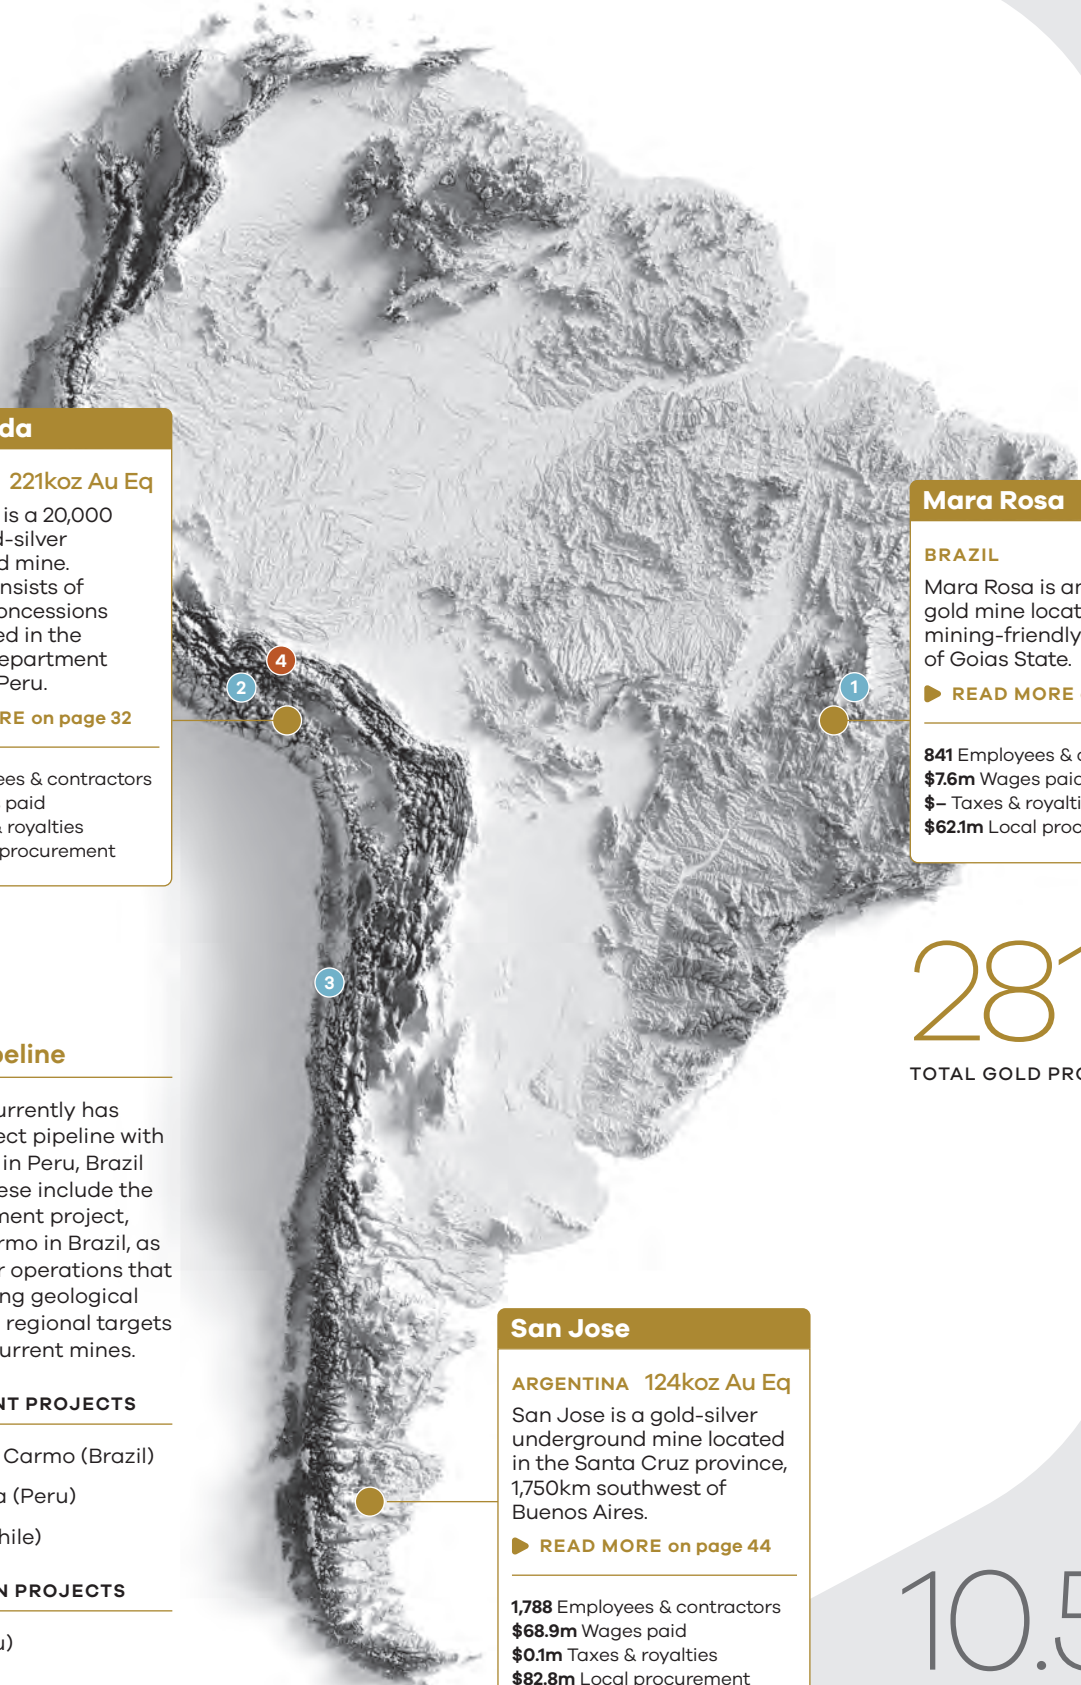 da
221koz Au Eq
is a 20,000
d-silver
d mine.
nsists of
oncessions
ed in the
epartment
Peru.
RE on page 32
ees & contractors
paid
& royalties
procurement
4
2
1
3
Mara Rosa
BRAZIL
Mara Rosa is an
gold mine locat
mining-friendly
of Goias State.
READ MORE
841 Employees & c
$7.6m Wages paid
$– Taxes & royalti
$62.1m Local proc
281
TOTAL GOLD PRO
peline
urrently has
ect pipeline with
in Peru, Brazil
ese include the
ment project,
rmo in Brazil, as
r operations that
ng geological
regional targets
urrent mines.
NT PROJECTS
Carmo (Brazil)
a (Peru)
hile)
N PROJECTS
u)
San Jose
ARGENTINA 124koz Au Eq
San Jose is a gold-silver
underground mine located
in the Santa Cruz province,
1,750km southwest of
Buenos Aires.
READ MORE on page 44
1,788 Employees & contractors
$68.9m Wages paid
$0.1m Taxes & royalties
$82.8m Local procurement
10.5